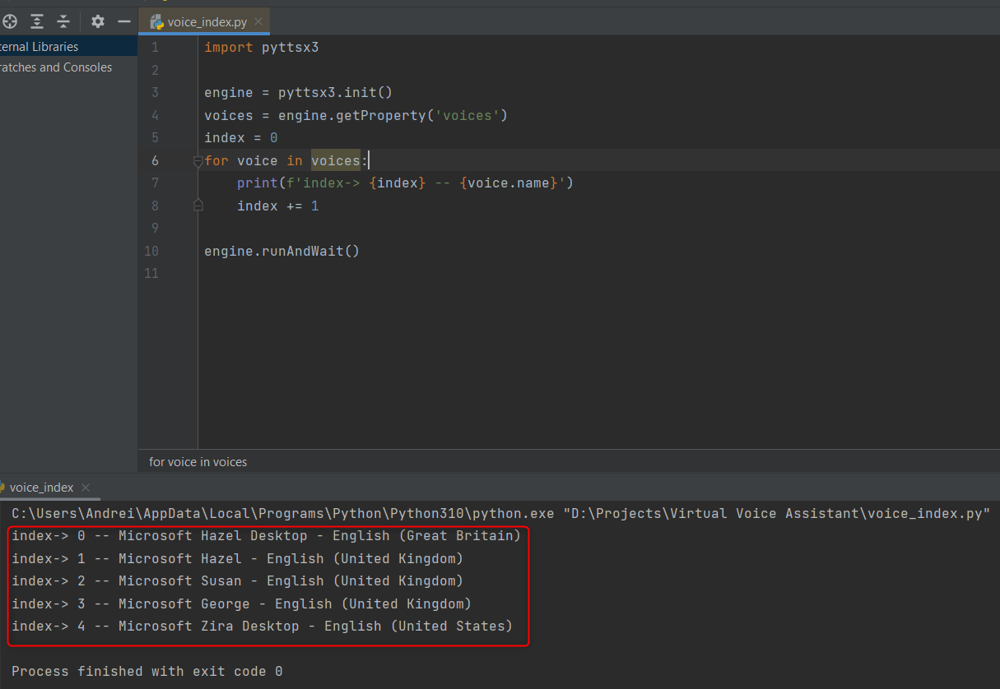 voice_index.py
ternal Libraries
ratches and Consoles
1 import pyttsx3
2
3 engine = pyttsx3.init()
4 voices = engine.getProperty('voices')
5 index = 0
6 for voice in voices:
7     print(f'index-> {index} -- {voice.name}')
8     index += 1
9
10 engine.runAndWait()
11
for voice in voices
voice_index
C:\Users\Andrei\AppData\Local\Programs\Python\Python310\python.exe "D:\Projects\Virtual Voice Assistant\voice_index.py"
index-> 0 -- Microsoft Hazel Desktop - English (Great Britain)
index-> 1 -- Microsoft Hazel - English (United Kingdom)
index-> 2 -- Microsoft Susan - English (United Kingdom)
index-> 3 -- Microsoft George - English (United Kingdom)
index-> 4 -- Microsoft Zira Desktop - English (United States)
Process finished with exit code 0